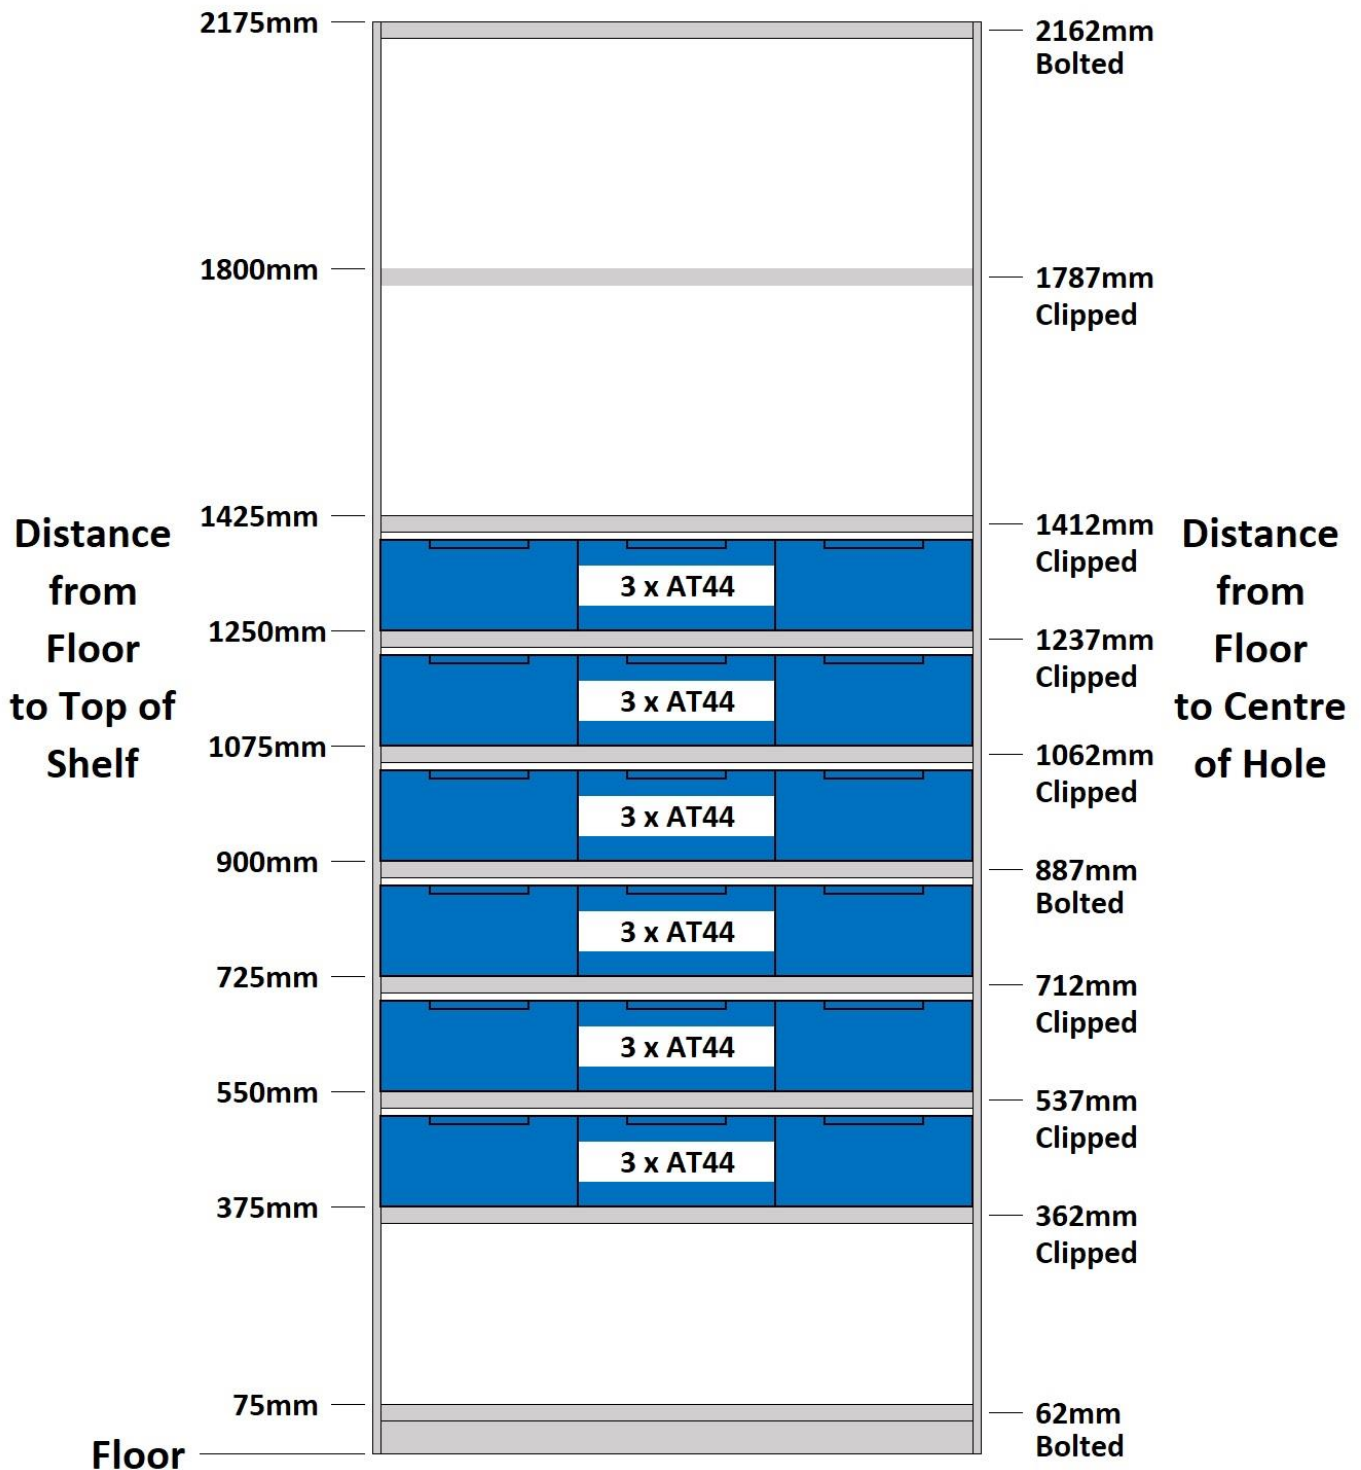 2175mm
2162mm
Bolted
1800mm
1787mm
Clipped
1425mm
1412mm
Clipped
Distance
from
Floor
to Top of
Shelf
Distance
from
Floor
to Centre
of Hole
3 x AT44
1250mm
1237mm
Clipped
3 x AT44
1075mm
1062mm
Clipped
3 x AT44
900mm
887mm
Bolted
3 x AT44
725mm
712mm
Clipped
3 x AT44
550mm
537mm
Clipped
3 x AT44
375mm
362mm
Clipped
75mm
62mm
Bolted
Floor